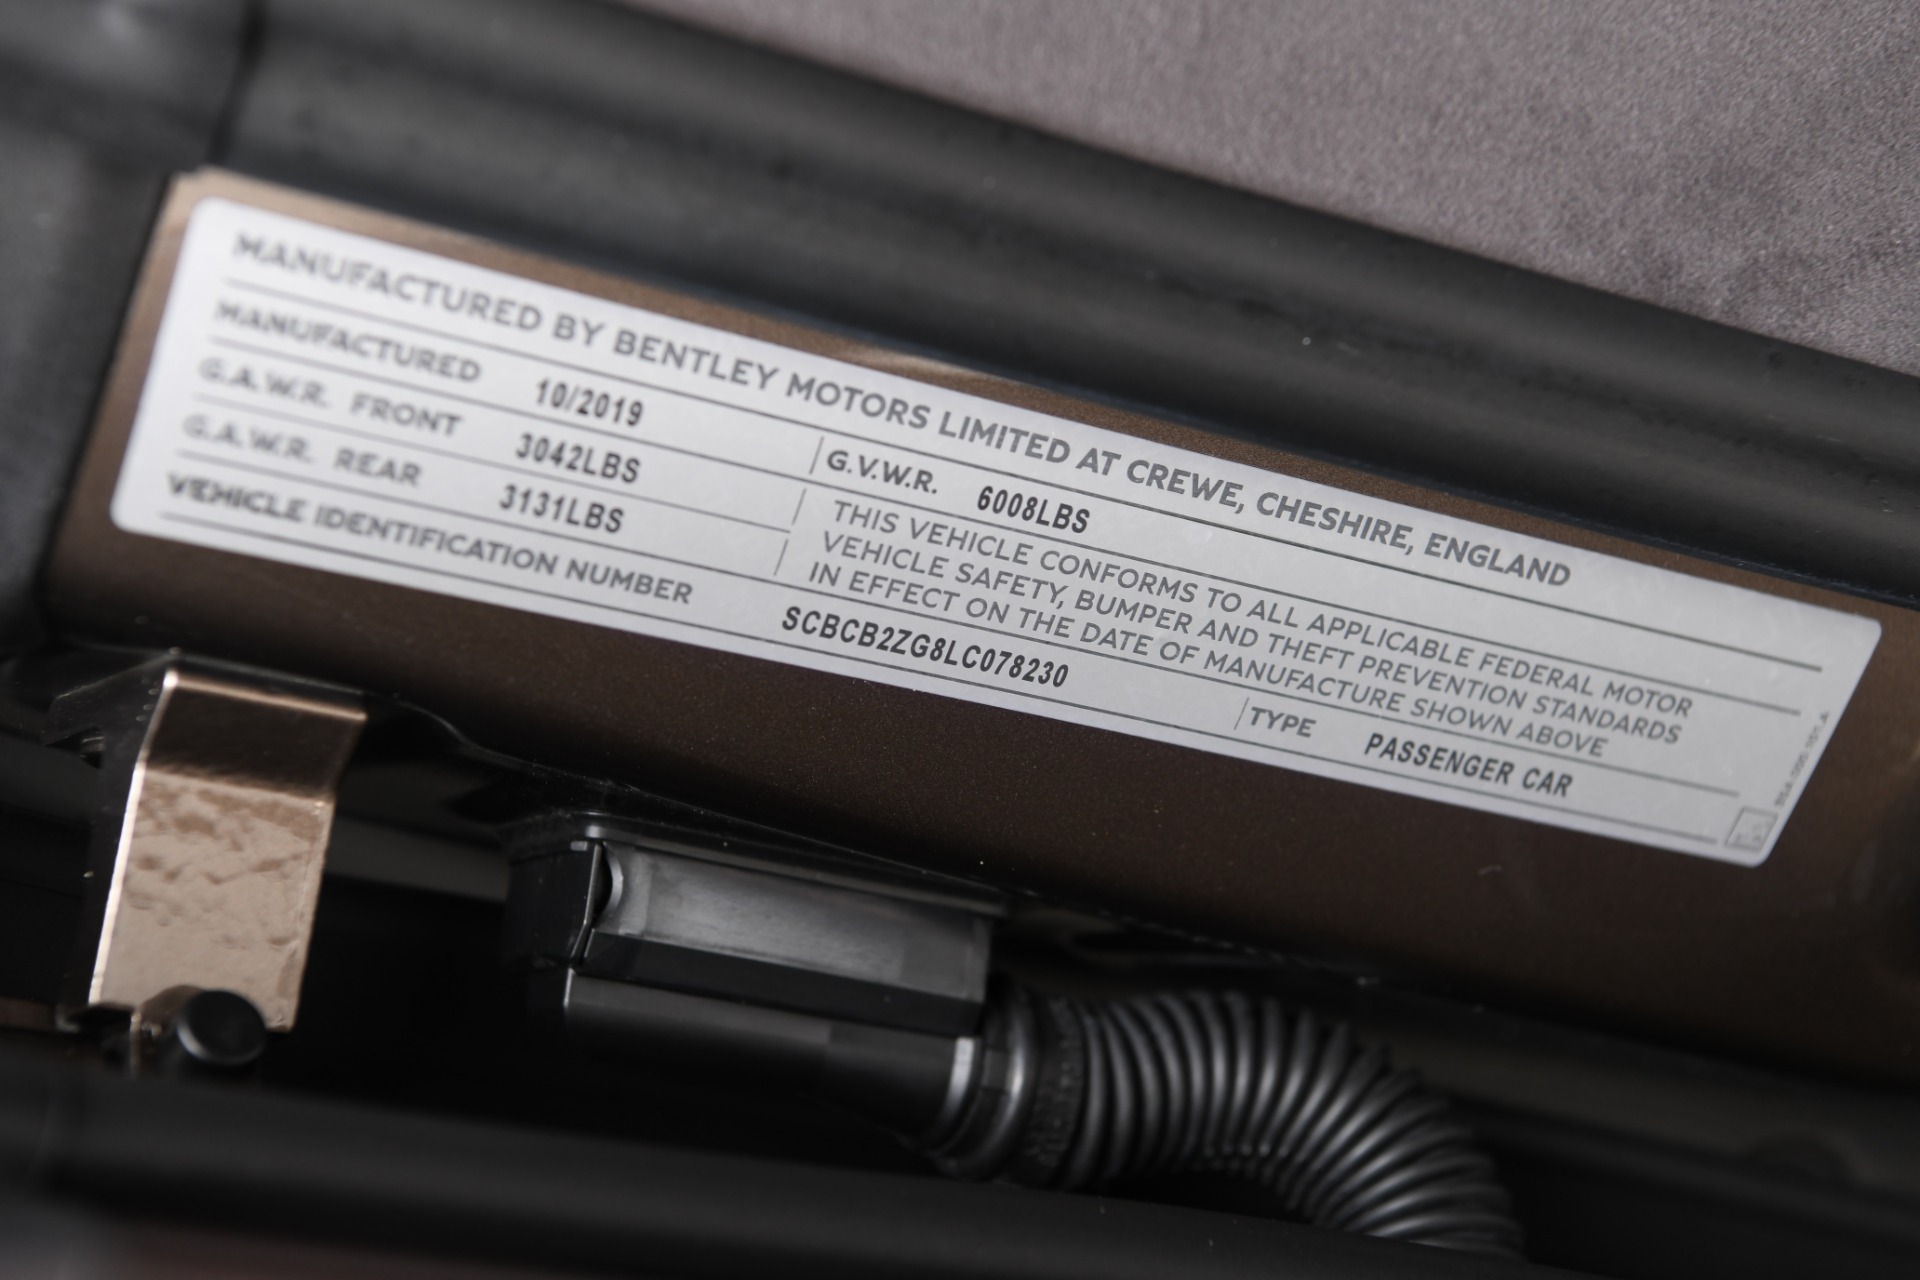 MANUFACTURED BY BENTLEY MOTORS LIMITED AT CREWE, CHESHIRE, ENGLAND
MANUFACTURED 10/2019 G.V.W.R. 6008LBS
G.A.W.R. FRONT 3042LBS
G.A.W.R. REAR 3131LBS
THIS VEHICLE CONFORMS TO ALL APPLICABLE FEDERAL MOTOR
VEHICLE SAFETY, BUMPER AND THEFT PREVENTION STANDARDS
IN EFFECT ON THE DATE OF MANUFACTURE SHOWN ABOVE
VEHICLE IDENTIFICATION NUMBER SCBCB2ZG8LC078230 TYPE PASSENGER CAR